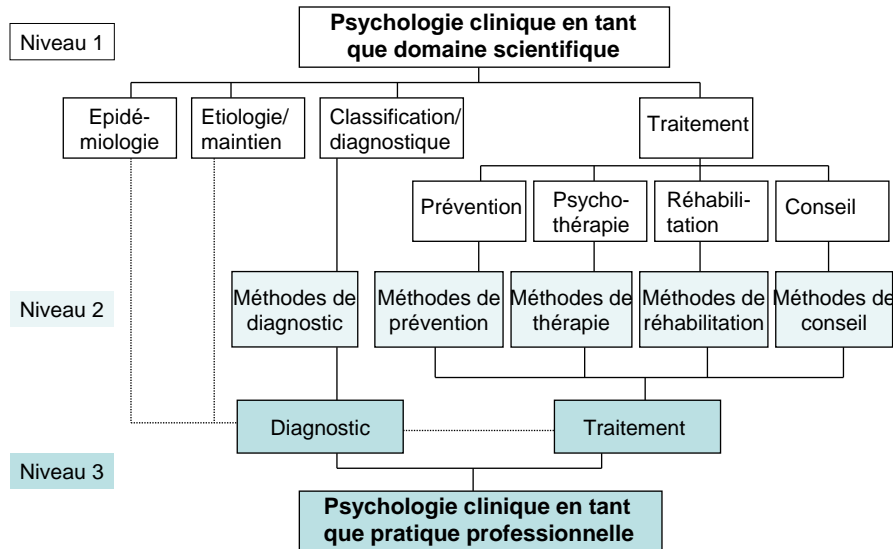 Niveau 1
Psychologie clinique en tant
que domaine scientifique
Epidé-
miologie
Etiologie/
maintien
Classification/
diagnostique
Traitement
Prévention
Psycho-
thérapie
Réhabili-
tation
Conseil
Niveau 2
Méthodes de
diagnostic
Méthodes de
prévention
Méthodes de
thérapie
Méthodes de
réhabilitation
Méthodes de
conseil
Diagnostic
Traitement
Niveau 3
Psychologie clinique en tant
que pratique professionnelle